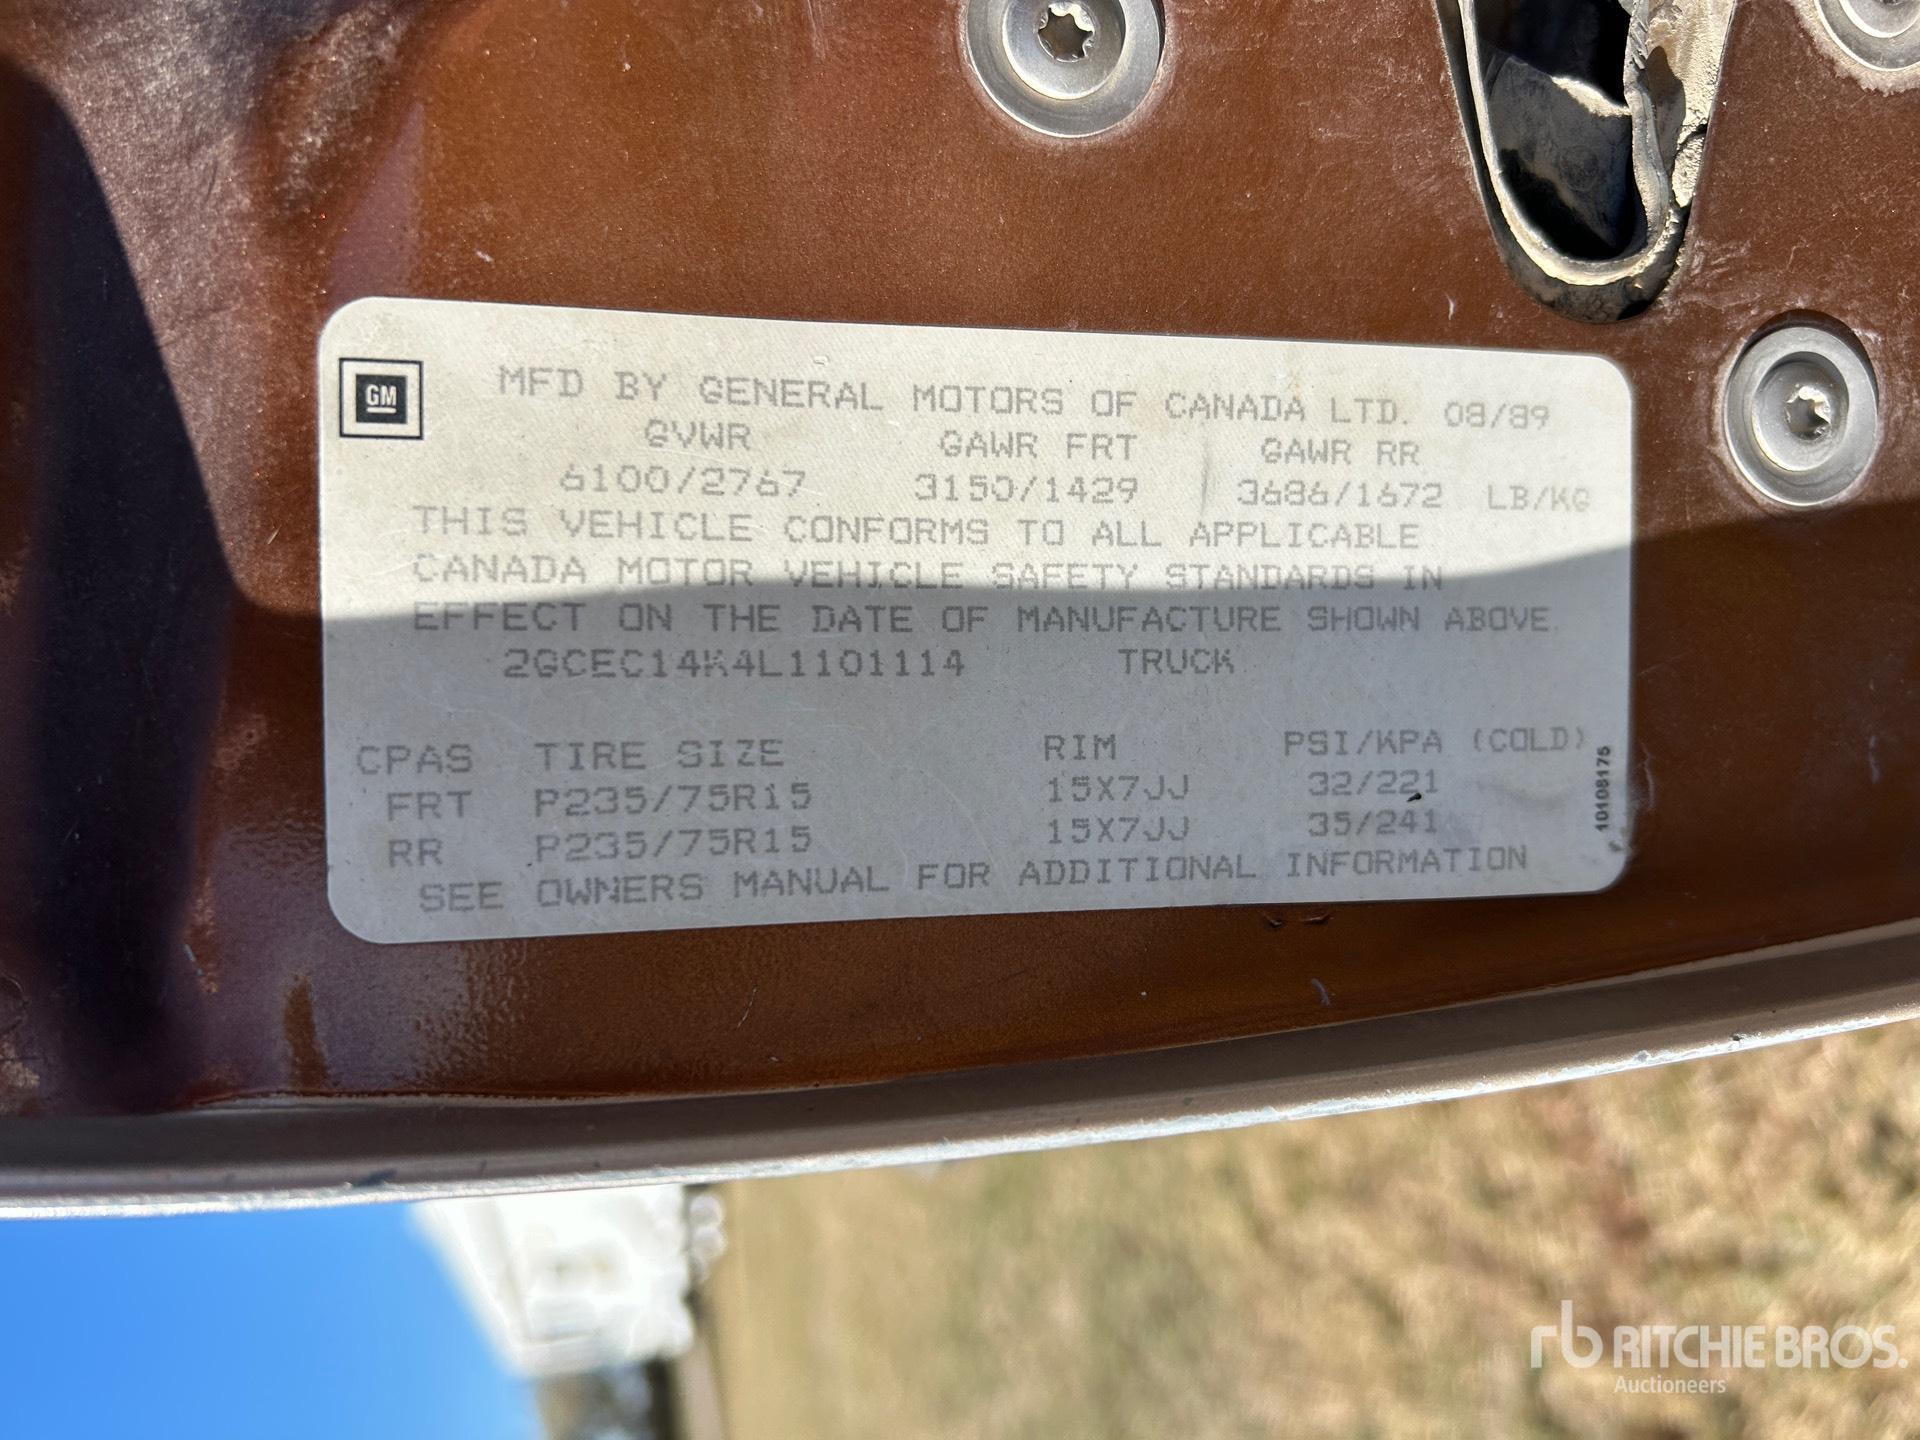 GM
MFD BY GENERAL MOTORS OF CANADA LTD. 08/89
GVWR GAWR FRT GAWR RR
6100/2767 3150/1429 3686/1672 LB/KG
THIS VEHICLE CONFORMS TO ALL APPLICABLE
CANADA MOTOR VEHICLE SAFETY STANDARDS IN
EFFECT ON THE DATE OF MANUFACTURE SHOWN ABOVE.
2GCEC14K4L1101114 TRUCK
CPAS TIRE SIZE RIM PSI/KPA (COLD)
FRT P235/75R15 15X7JJ 32/221
RR P235/75R15 15X7JJ 35/241
SEE OWNERS MANUAL FOR ADDITIONAL INFORMATION
10108175
rb RITCHIE BROS.
Auctioneers